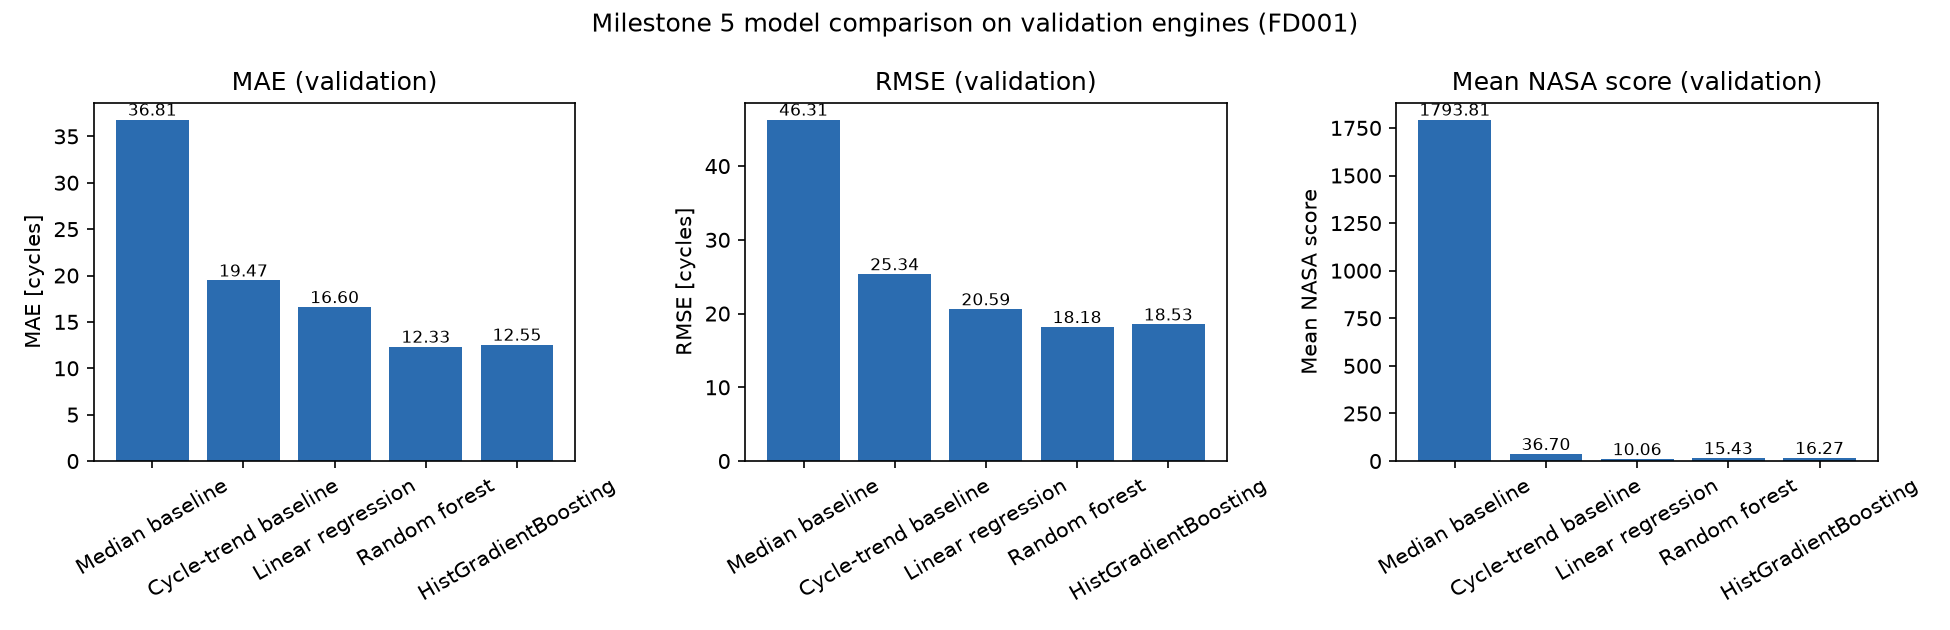 Milestone 5 model comparison on validation engines (FD001)
MAE (validation)
MAE [cycles]
35
30
25
20
15
10
5
0
36.81
19.47
16.60
12.33
12.55
Median baseline
Cycle-trend baseline
Linear regression
Random forest
HistGradientBoosting
RMSE (validation)
RMSE [cycles]
40
30
20
10
0
46.31
25.34
20.59
18.18
18.53
Median baseline
Cycle-trend baseline
Linear regression
Random forest
HistGradientBoosting
Mean NASA score (validation)
Mean NASA score
1750
1500
1250
1000
750
500
250
0
1793.81
36.70
10.06
15.43
16.27
Median baseline
Cycle-trend baseline
Linear regression
Random forest
HistGradientBoosting